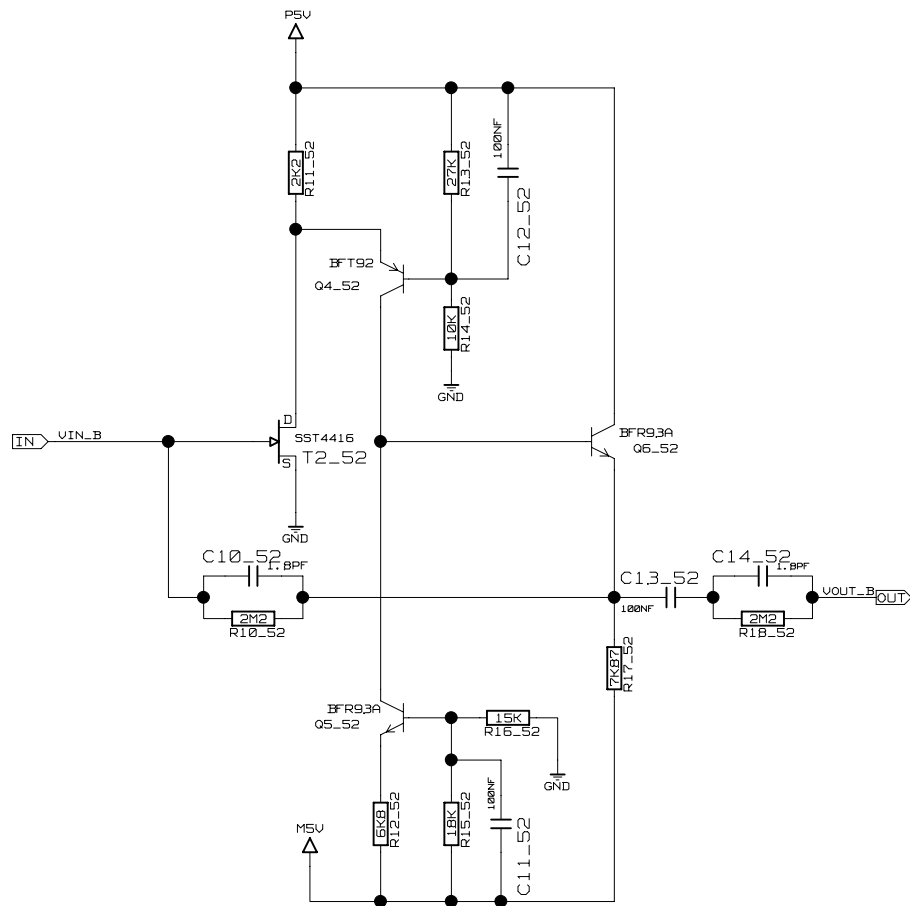 P5V
2K2
R11_52
27K
R13_52
100NF
C12_52
BFT92
Q4_52
10K
R14_52
GND
IN
VIN_B
D
SST4416
S
T2_52
BFR93A
Q6_52
GND
C10_52
1.8PF
2M2
R10_52
C13_52
100NF
C14_52
1.8PF
2M2
R18_52
VOUT_B
OUT
7K87
R17_52
BFR93A
Q5_52
15K
R16_52
GND
6K8
R12_52
18K
R15_52
100NF
C11_52
M5V